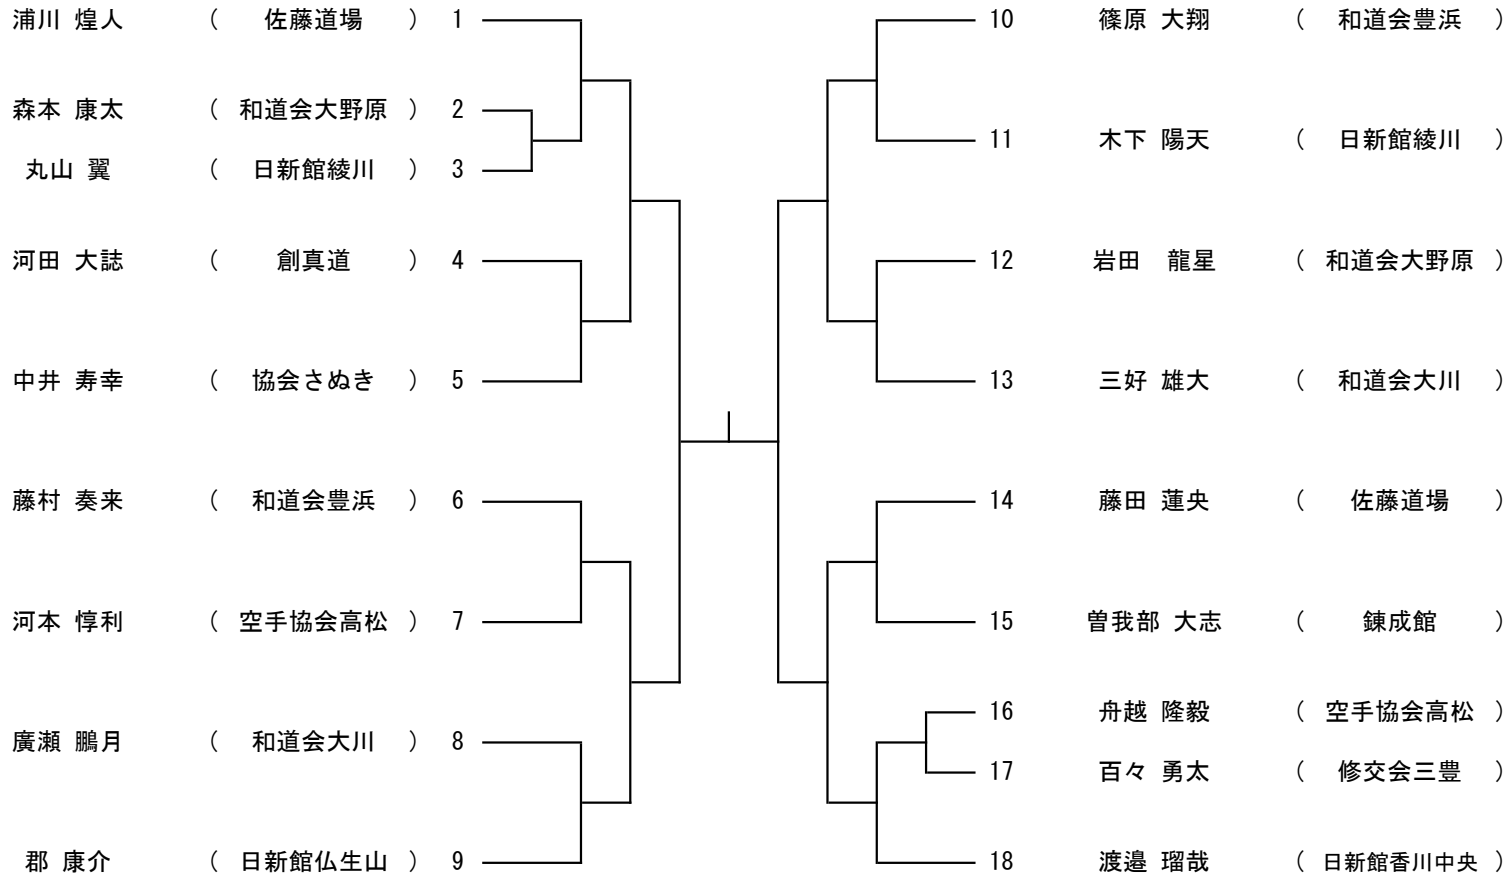 浦川 煌人 ( 佐藤道場 ) 1
森本 康太 ( 和道会大野原 ) 2
丸山 翼 ( 日新館綾川 ) 3
河田 大誌 ( 創真道 ) 4
中井 寿幸 ( 協会さぬき ) 5
藤村 奏来 ( 和道会豊浜 ) 6
河本 惇利 ( 空手協会高松 ) 7
廣瀬 鵬月 ( 和道会大川 ) 8
郡 康介 ( 日新館仏生山 ) 9
10 篠原 大翔 ( 和道会豊浜 )
11 木下 陽天 ( 日新館綾川 )
12 岩田 龍星 ( 和道会大野原 )
13 三好 雄大 ( 和道会大川 )
14 藤田 蓮央 ( 佐藤道場 )
15 曽我部 大志 ( 錬成館 )
16 舟越 隆毅 ( 空手協会高松 )
17 百々 勇太 ( 修交会三豊 )
18 渡邉 瑠哉 ( 日新館香川中央 )